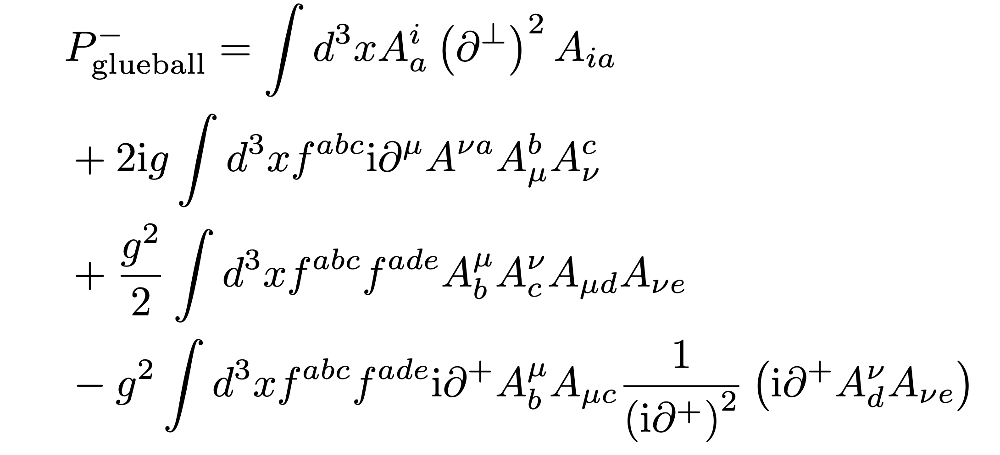 $P^-_{\text{glueball}} = \int d^3x A^i_a \left(\partial^\perp\right)^2 A_{ia}$
$+ 2\mathrm{i}g \int d^3x f^{abc} \mathrm{i}\partial^\mu A^{\nu a} A^b_\mu A^c_\nu$
$+ \frac{g^2}{2} \int d^3x f^{abc} f^{ade} A^\mu_b A^\nu_c A_{\mu d} A_{\nu e}$
$- g^2 \int d^3x f^{abc} f^{ade} \mathrm{i}\partial^+ A^\mu_b A_{\mu c} \frac{1}{\left(\mathrm{i}\partial^+\right)^2} \left(\mathrm{i}\partial^+ A^\nu_d A_{\nu e}\right)$